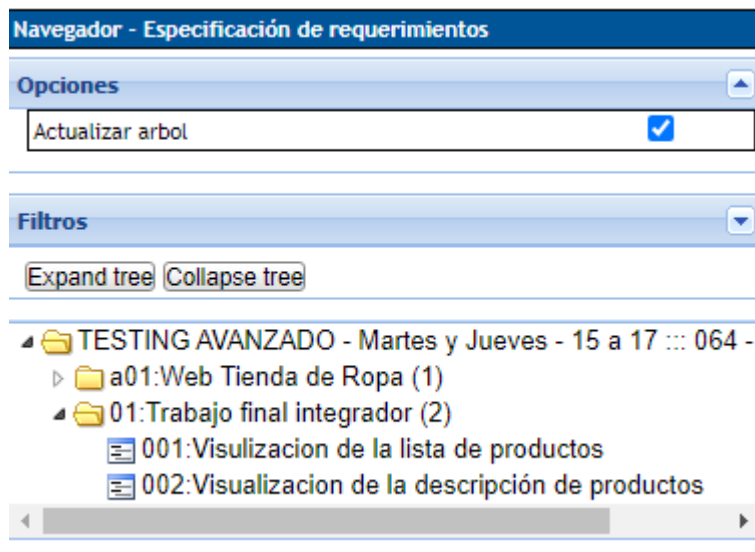 Navegador - Especificación de requerimientos
Opciones
Actualizar arbol
Filtros
Expand tree Collapse tree
TESTING AVANZADO - Martes y Jueves - 15 a 17 ::: 064 -
a01:Web Tienda de Ropa (1)
01:Trabajo final integrador (2)
001:Visulizacion de la lista de productos
002:Visualizacion de la descripción de productos